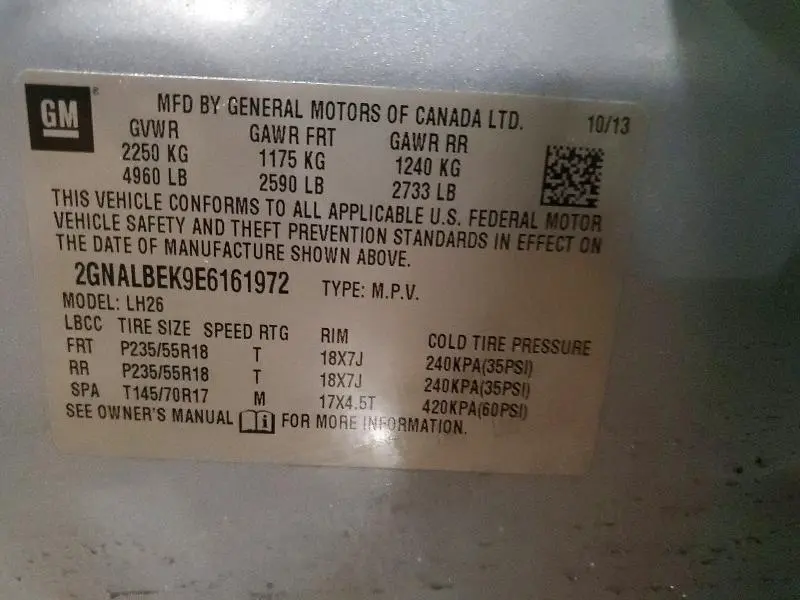 GM ®
MFD BY GENERAL MOTORS OF CANADA LTD. 10/13
GVWR GAWR FRT GAWR RR
2250 KG 1175 KG 1240 KG
4960 LB 2590 LB 2733 LB
THIS VEHICLE CONFORMS TO ALL APPLICABLE U.S. FEDERAL MOTOR
VEHICLE SAFETY AND THEFT PREVENTION STANDARDS IN EFFECT ON
THE DATE OF MANUFACTURE SHOWN ABOVE.
2GNALBEK9E6161972 TYPE: M.P.V.
MODEL: LH26
LBCC TIRE SIZE SPEED RTG RIM COLD TIRE PRESSURE
FRT P235/55R18 T 18X7J 240KPA(35PSI)
RR P235/55R18 T 18X7J 240KPA(35PSI)
SPA T145/70R17 M 17X4.5T 420KPA(60PSI)
SEE OWNER'S MANUAL i FOR MORE INFORMATION.